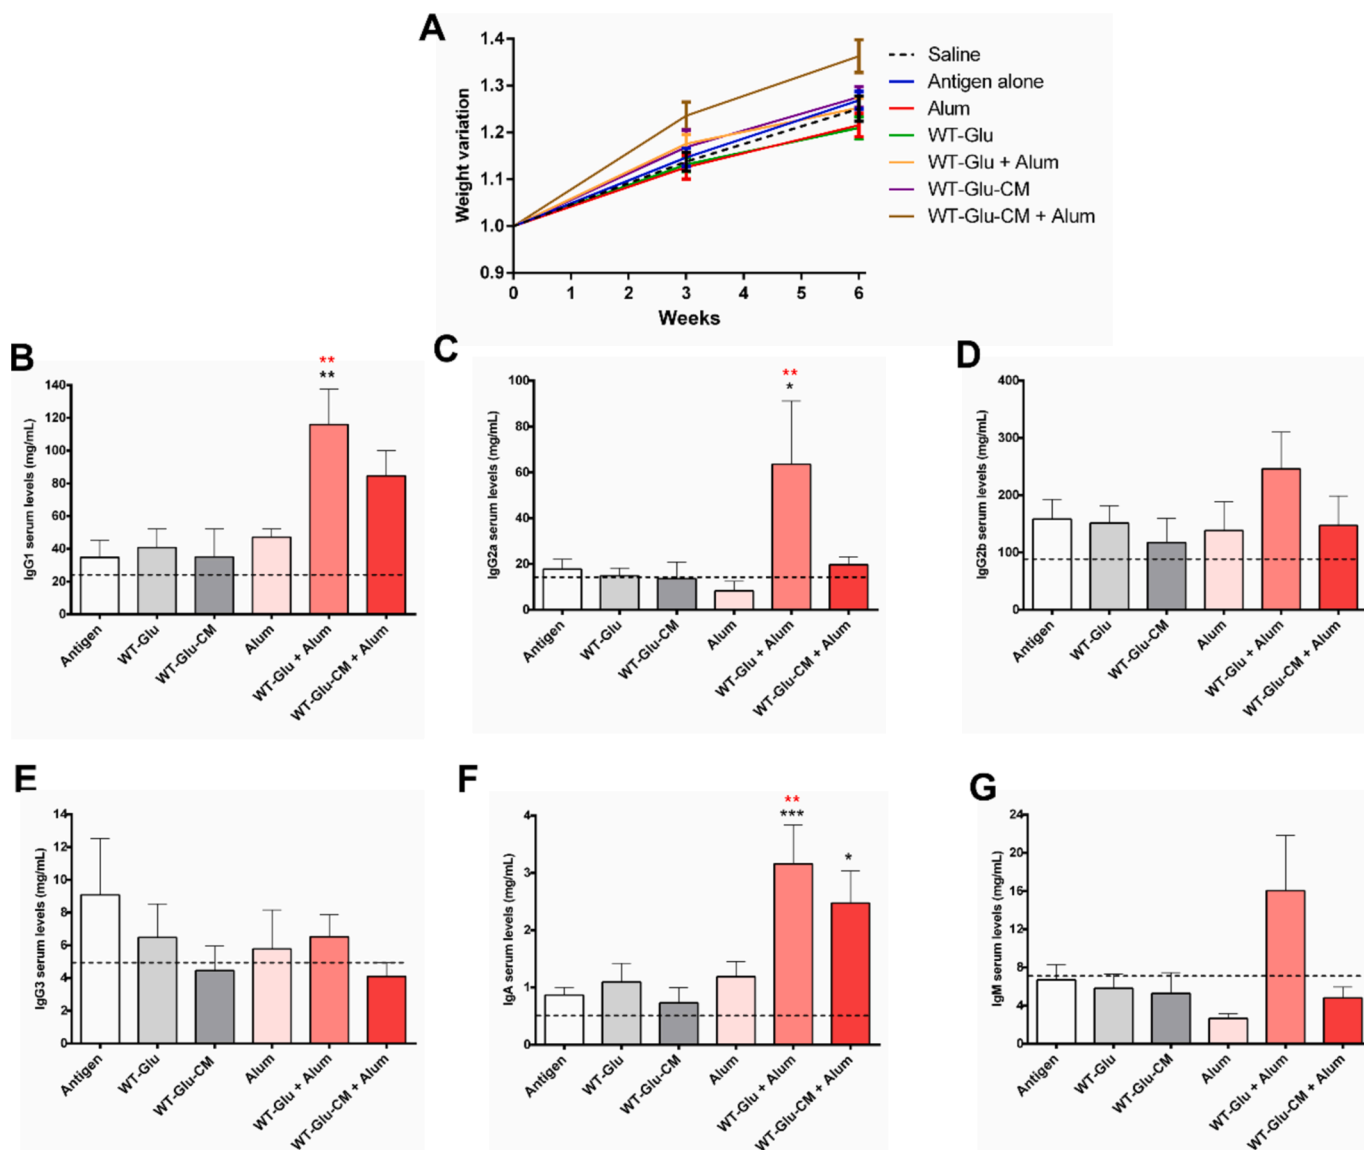 A
1.4
1.3
1.2
1.1
1.0
0.9
Weight variation
0 1 2 3 4 5 6
Weeks
Saline
Antigen alone
Alum
WT-Glu
WT-Glu + Alum
WT-Glu-CM
WT-Glu-CM + Alum
B
**
**
140
120
100
80
60
40
20
0
IgG1 serum levels (mg/mL)
Antigen
WT-Glu
WT-Glu-CM
Alum
WT-Glu + Alum
WT-Glu-CM + Alum
C
**
*
100
80
60
40
20
0
IgG2a serum levels (mg/mL)
Antigen
WT-Glu
WT-Glu-CM
Alum
WT-Glu + Alum
WT-Glu-CM + Alum
D
400
300
200
100
0
IgG2b serum levels (mg/mL)
Antigen
WT-Glu
WT-Glu-CM
Alum
WT-Glu + Alum
WT-Glu-CM + Alum
E
14
12
10
8
6
4
2
0
IgG3 serum levels (mg/mL)
Antigen
WT-Glu
WT-Glu-CM
Alum
WT-Glu + Alum
WT-Glu-CM + Alum
F
**
***
*
4
3
2
1
0
IgA serum levels (mg/mL)
Antigen
WT-Glu
WT-Glu-CM
Alum
WT-Glu + Alum
WT-Glu-CM + Alum
G
24
20
16
12
8
4
0
IgM serum levels (mg/mL)
Antigen
WT-Glu
WT-Glu-CM
Alum
WT-Glu + Alum
WT-Glu-CM + Alum